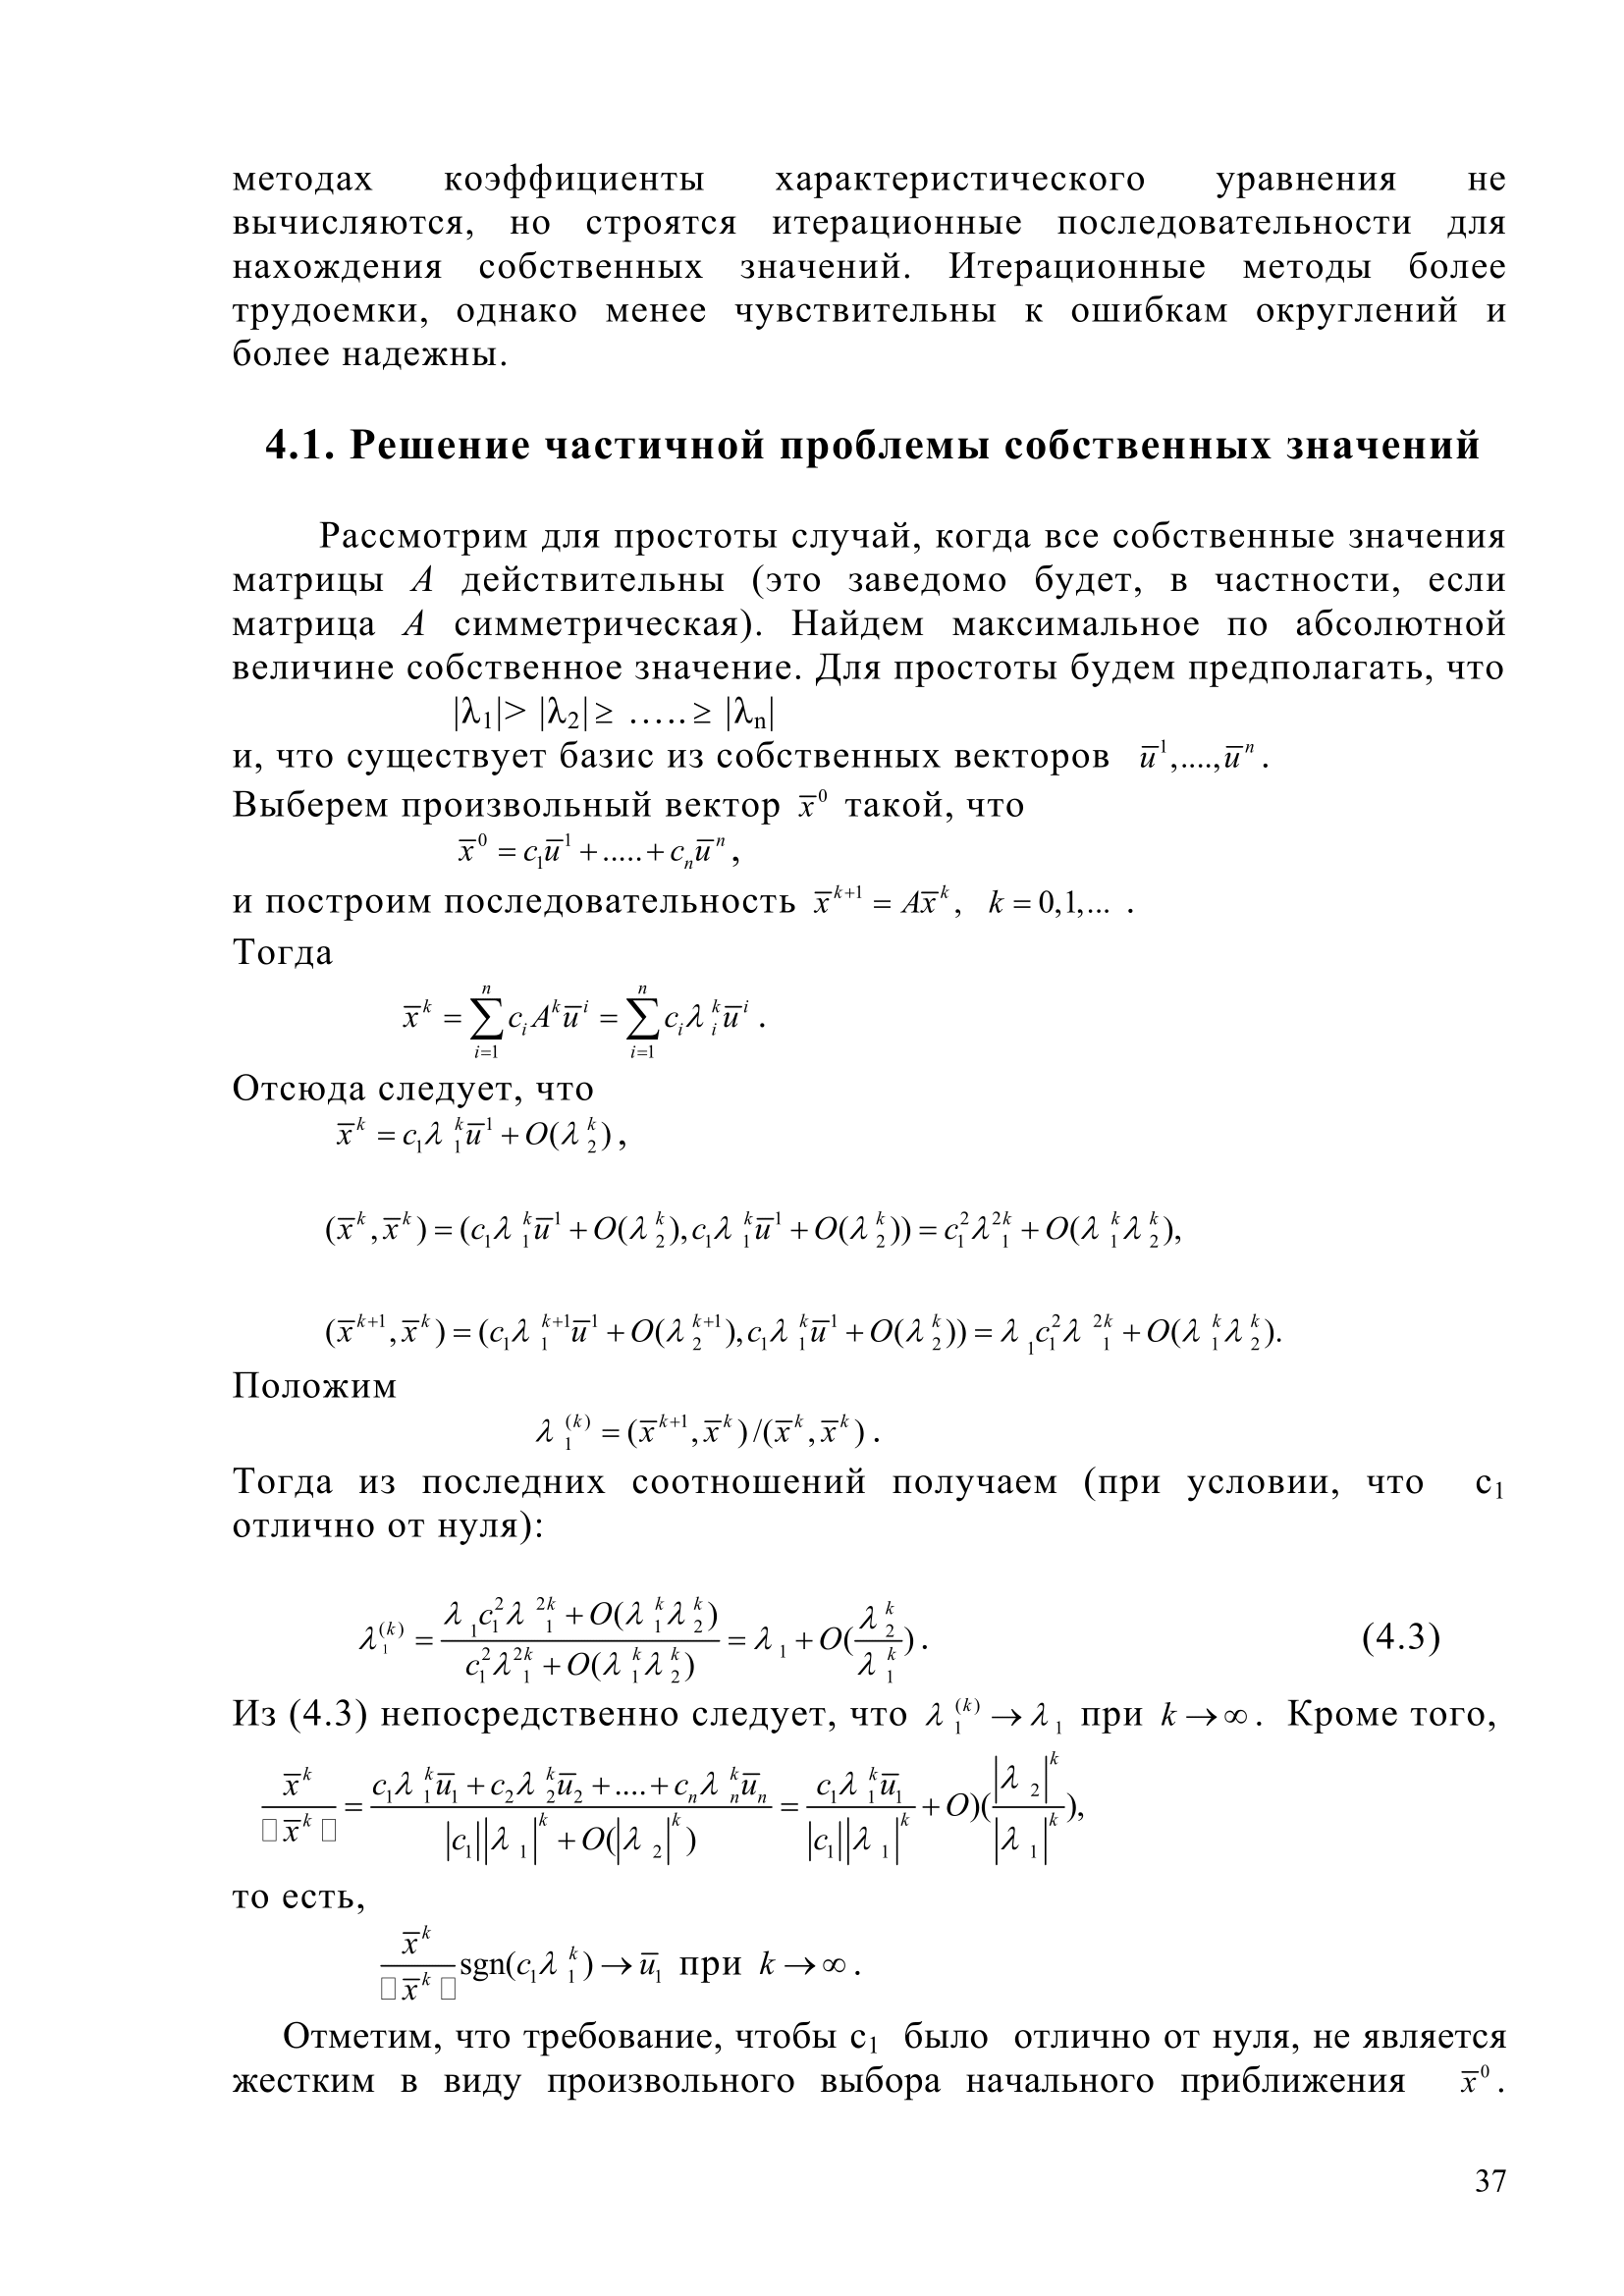 методах коэффициенты характеристического уравнения не
вычисляются, но строятся итерационные последовательности для
нахождения собственных значений. Итерационные методы более
трудоемки, однако менее чувствительны к ошибкам округлений и
более надежны.
4.1. Решение частичной проблемы собственных значений
Рассмотрим для простоты случай, когда все собственные значения
матрицы A действительны (это заведомо будет, в частности, если
матрица A симметрическая). Найдем максимальное по абсолютной
величине собственное значение. Для простоты будем предполагать, что
|λ₁|> |λ₂| ≥ ..... ≥ |λₙ|
и, что существует базис из собственных векторов $\overline{u}^1,....,\overline{u}^n$.
Выберем произвольный вектор $\overline{x}^0$ такой, что
$\overline{x}^0 = c_1\overline{u}^1 + ..... + c_n\overline{u}^n$,
и построим последовательность $\overline{x}^{k+1} = A\overline{x}^k, \quad k = 0,1,...$ .
Тогда
$\overline{x}^k = \sum_{i=1}^{n} c_i A^k \overline{u}^i = \sum_{i=1}^{n} c_i \lambda_i^k \overline{u}^i$ .
Отсюда следует, что
$\overline{x}^k = c_1\lambda_1^k\overline{u}^1 + O(\lambda_2^k)$,
$(\overline{x}^k, \overline{x}^k) = (c_1\lambda_1^k\overline{u}^1 + O(\lambda_2^k), c_1\lambda_1^k\overline{u}^1 + O(\lambda_2^k)) = c_1^2\lambda_1^{2k} + O(\lambda_1^k\lambda_2^k),$
$(\overline{x}^{k+1}, \overline{x}^k) = (c_1\lambda_1^{k+1}\overline{u}^1 + O(\lambda_2^{k+1}), c_1\lambda_1^k\overline{u}^1 + O(\lambda_2^k)) = \lambda_1 c_1^2\lambda_1^{2k} + O(\lambda_1^k\lambda_2^k).$
Положим
$\lambda_1^{(k)} = (\overline{x}^{k+1}, \overline{x}^k)/(\overline{x}^k, \overline{x}^k)$ .
Тогда из последних соотношений получаем (при условии, что c₁
отлично от нуля):
$\lambda_1^{(k)} = \frac{\lambda_1 c_1^2\lambda_1^{2k} + O(\lambda_1^k\lambda_2^k)}{c_1^2\lambda_1^{2k} + O(\lambda_1^k\lambda_2^k)} = \lambda_1 + O(\frac{\lambda_2^k}{\lambda_1^k})$ . (4.3)
Из (4.3) непосредственно следует, что $\lambda_1^{(k)} \to \lambda_1$ при $k \to \infty$. Кроме того,
$\frac{\overline{x}^k}{□\overline{x}^k□} = \frac{c_1\lambda_1^k\overline{u}_1 + c_2\lambda_2^k\overline{u}_2 + .... + c_n\lambda_n^k\overline{u}_n}{|c_1||\lambda_1|^k + O(|\lambda_2|^k)} = \frac{c_1\lambda_1^k\overline{u}_1}{|c_1||\lambda_1|^k} + O)(\frac{|\lambda_2|^k}{|\lambda_1|^k}),$
то есть,
$\frac{\overline{x}^k}{□\overline{x}^k□}\text{sgn}(c_1\lambda_1^k) \to \overline{u}_1$ при $k \to \infty$.
Отметим, что требование, чтобы c₁ было отлично от нуля, не является
жестким в виду произвольного выбора начального приближения $\overline{x}^0$.
37